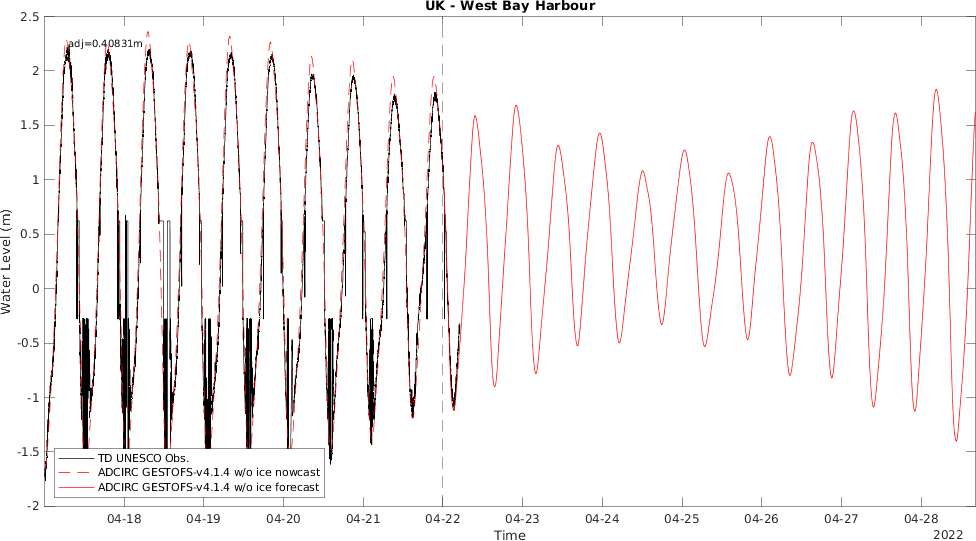 UK - West Bay Harbour
2.5
adj=0.40831m
2
1.5
1
0.5
0
-0.5
-1
-1.5
-2
Water Level (m)
TD UNESCO Obs.
ADCIRC GESTOFS-v4.1.4 w/o ice nowcast
ADCIRC GESTOFS-v4.1.4 w/o ice forecast
04-18 04-19 04-20 04-21 04-22 04-23 04-24 04-25 04-26 04-27 04-28
Time
2022